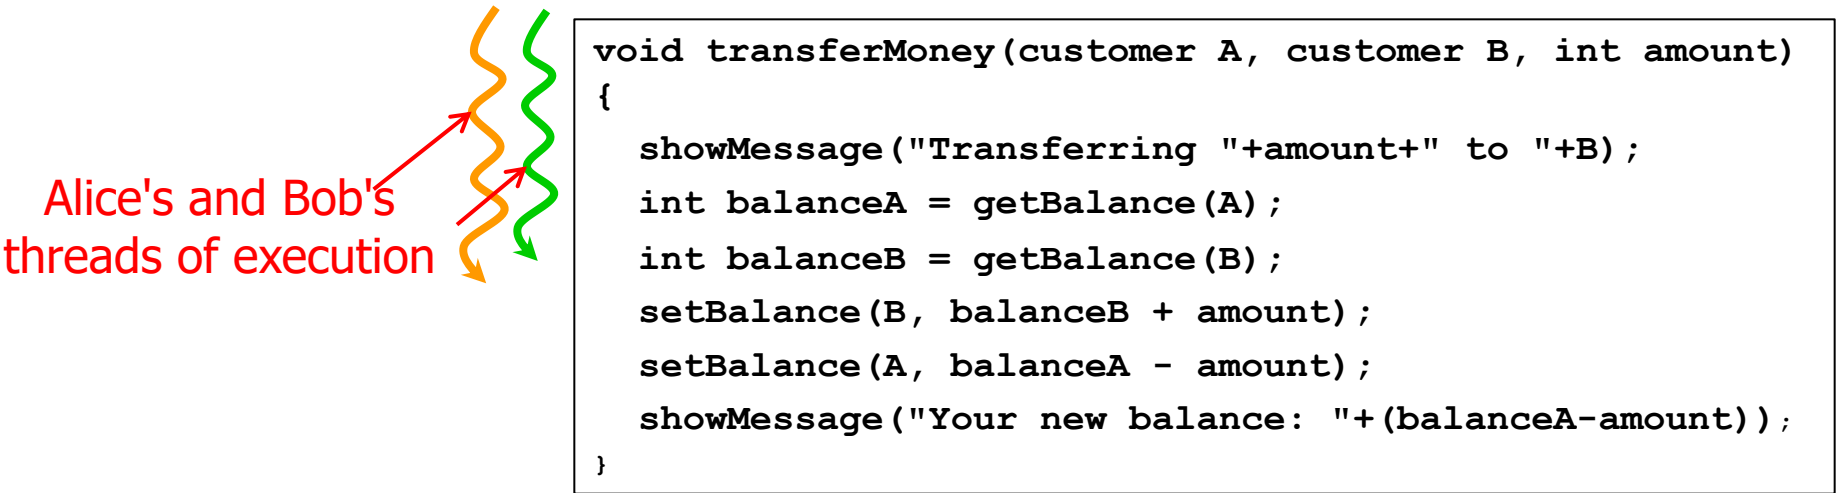 Alice's and Bob's
threads of execution
void transferMoney(customer A, customer B, int amount)
{
showMessage("Transferring "+amount+" to "+B);
int balanceA = getBalance(A);
int balanceB = getBalance(B);
setBalance(B, balanceB + amount);
setBalance(A, balanceA - amount);
showMessage("Your new balance: "+(balanceA-amount));
}